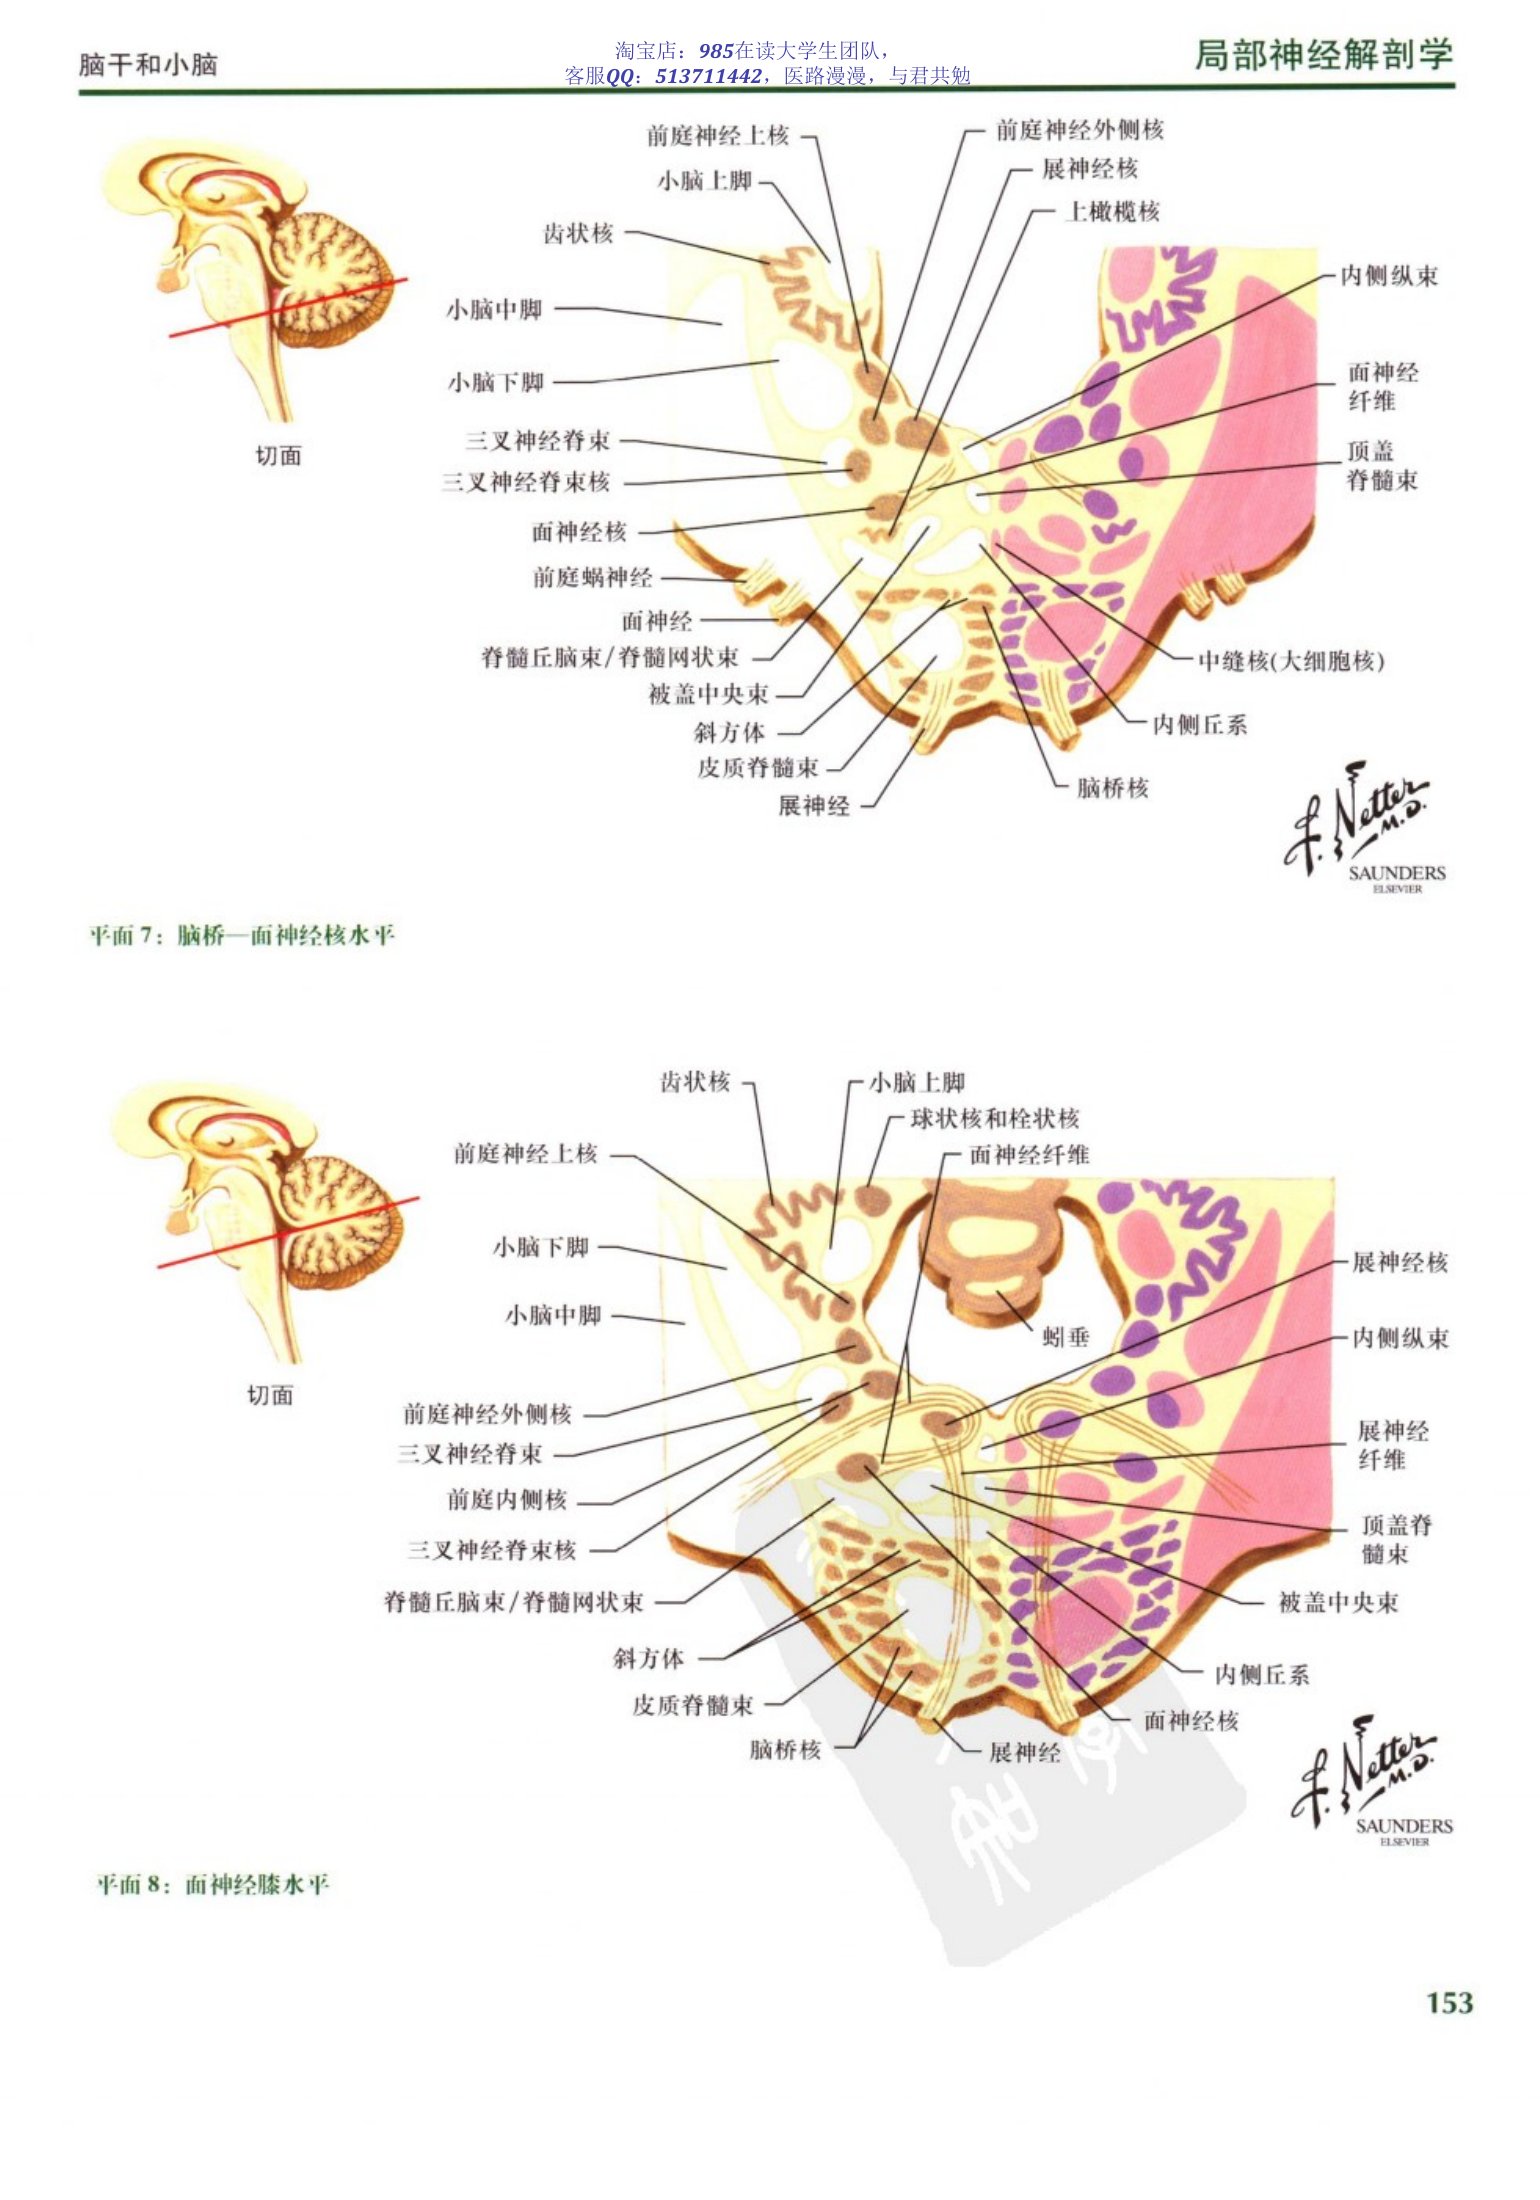 脑干和小脑
淘宝店：985在读大学生团队，
客服QQ：513711442，医路漫漫，与君共勉
局部神经解剖学
前庭神经上核
小脑上脚
齿状核
小脑中脚
小脑下脚
三叉神经脊束
三叉神经脊束核
面神经核
前庭蜗神经
面神经
脊髓丘脑束/脊髓网状束
被盖中央束
斜方体
皮质脊髓束
展神经
前庭神经外侧核
展神经核
上橄榄核
内侧纵束
面神经
纤维
顶盖
脊髓束
中缝核(大细胞核)
内侧丘系
脑桥核
切面
F. Netter
M.D.
SAUNDERS
ELSEVIER
平面 7：脑桥—面神经核水平
齿状核
前庭神经上核
小脑下脚
小脑中脚
前庭神经外侧核
三叉神经脊束
前庭内侧核
三叉神经脊束核
脊髓丘脑束/脊髓网状束
斜方体
皮质脊髓束
脑桥核
小脑上脚
球状核和栓状核
面神经纤维
蚓垂
展神经核
内侧纵束
展神经
纤维
顶盖脊
髓束
被盖中央束
内侧丘系
面神经核
展神经
切面
F. Netter
M.D.
SAUNDERS
ELSEVIER
平面 8：面神经膝水平
153